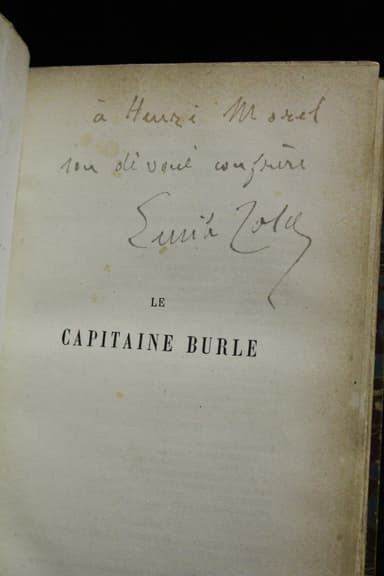 à Henri Morel
son dévoué confrère
Emile Zola
LE
CAPITAINE BURLE